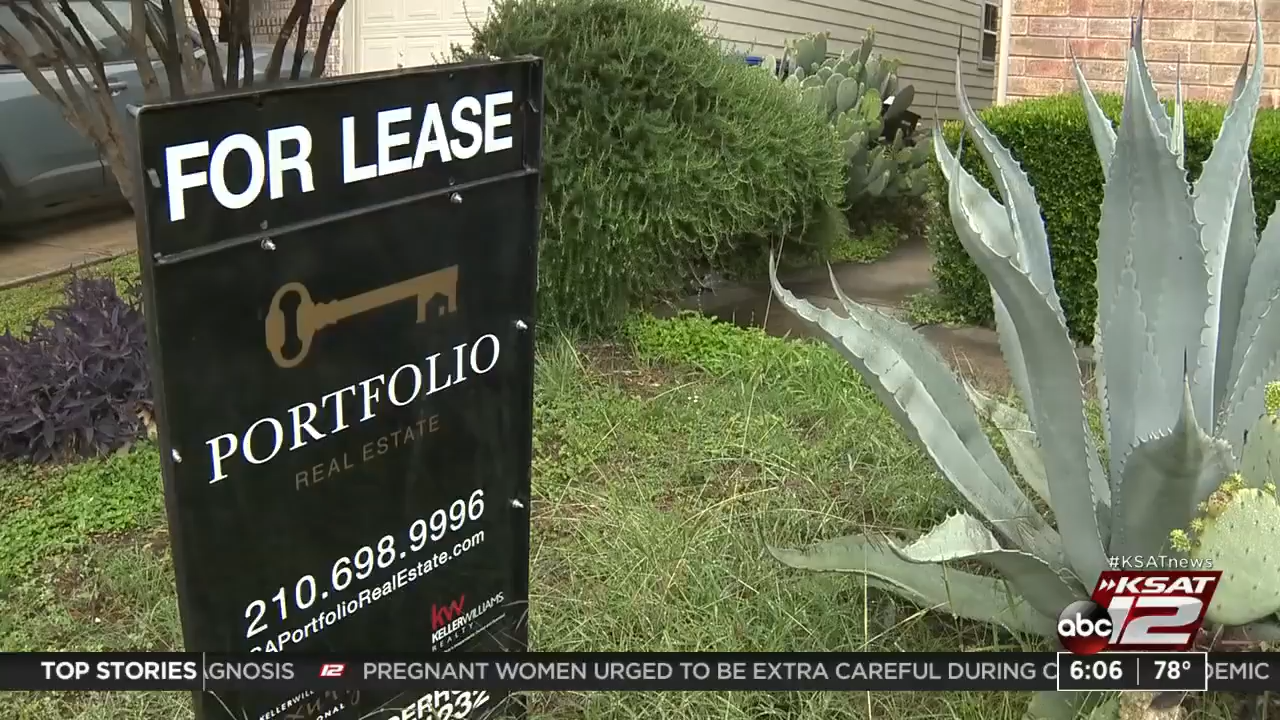 FOR LEASE
PORTFOLIO
REAL ESTATE
210.698.9996
SAPortfolioRealEstate.com
kw
KELLERWILLIAMS
REALTY
#KSATnews
KSAT
abc 12
TOP STORIES AGNOSIS 12 PREGNANT WOMEN URGED TO BE EXTRA CAREFUL DURING C 6:06 78° DEMIC